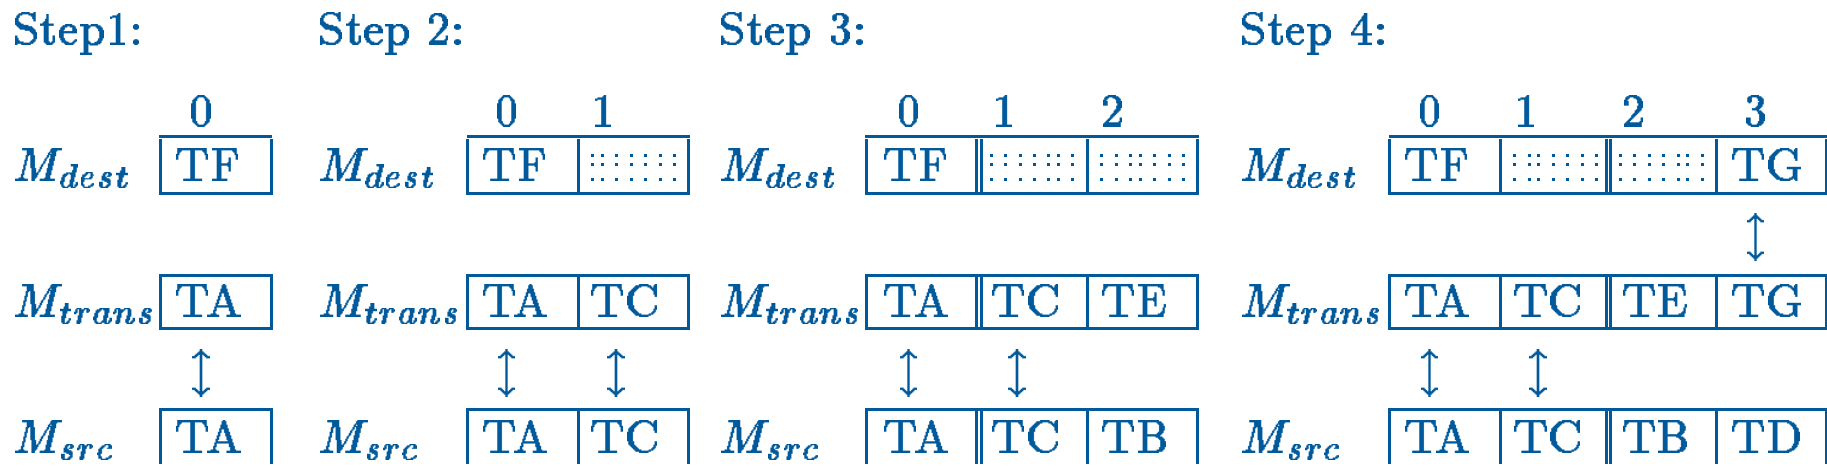 Step1: Step 2: Step 3: Step 4:
0 0 1 0 1 2 0 1 2 3
M_dest TF M_dest TF M_dest TF M_dest TF TG
↕
M_trans TA M_trans TA TC M_trans TA TC TE M_trans TA TC TE TG
↕ ↕ ↕ ↕ ↕ ↕ ↕
M_src TA M_src TA TC M_src TA TC TB M_src TA TC TB TD